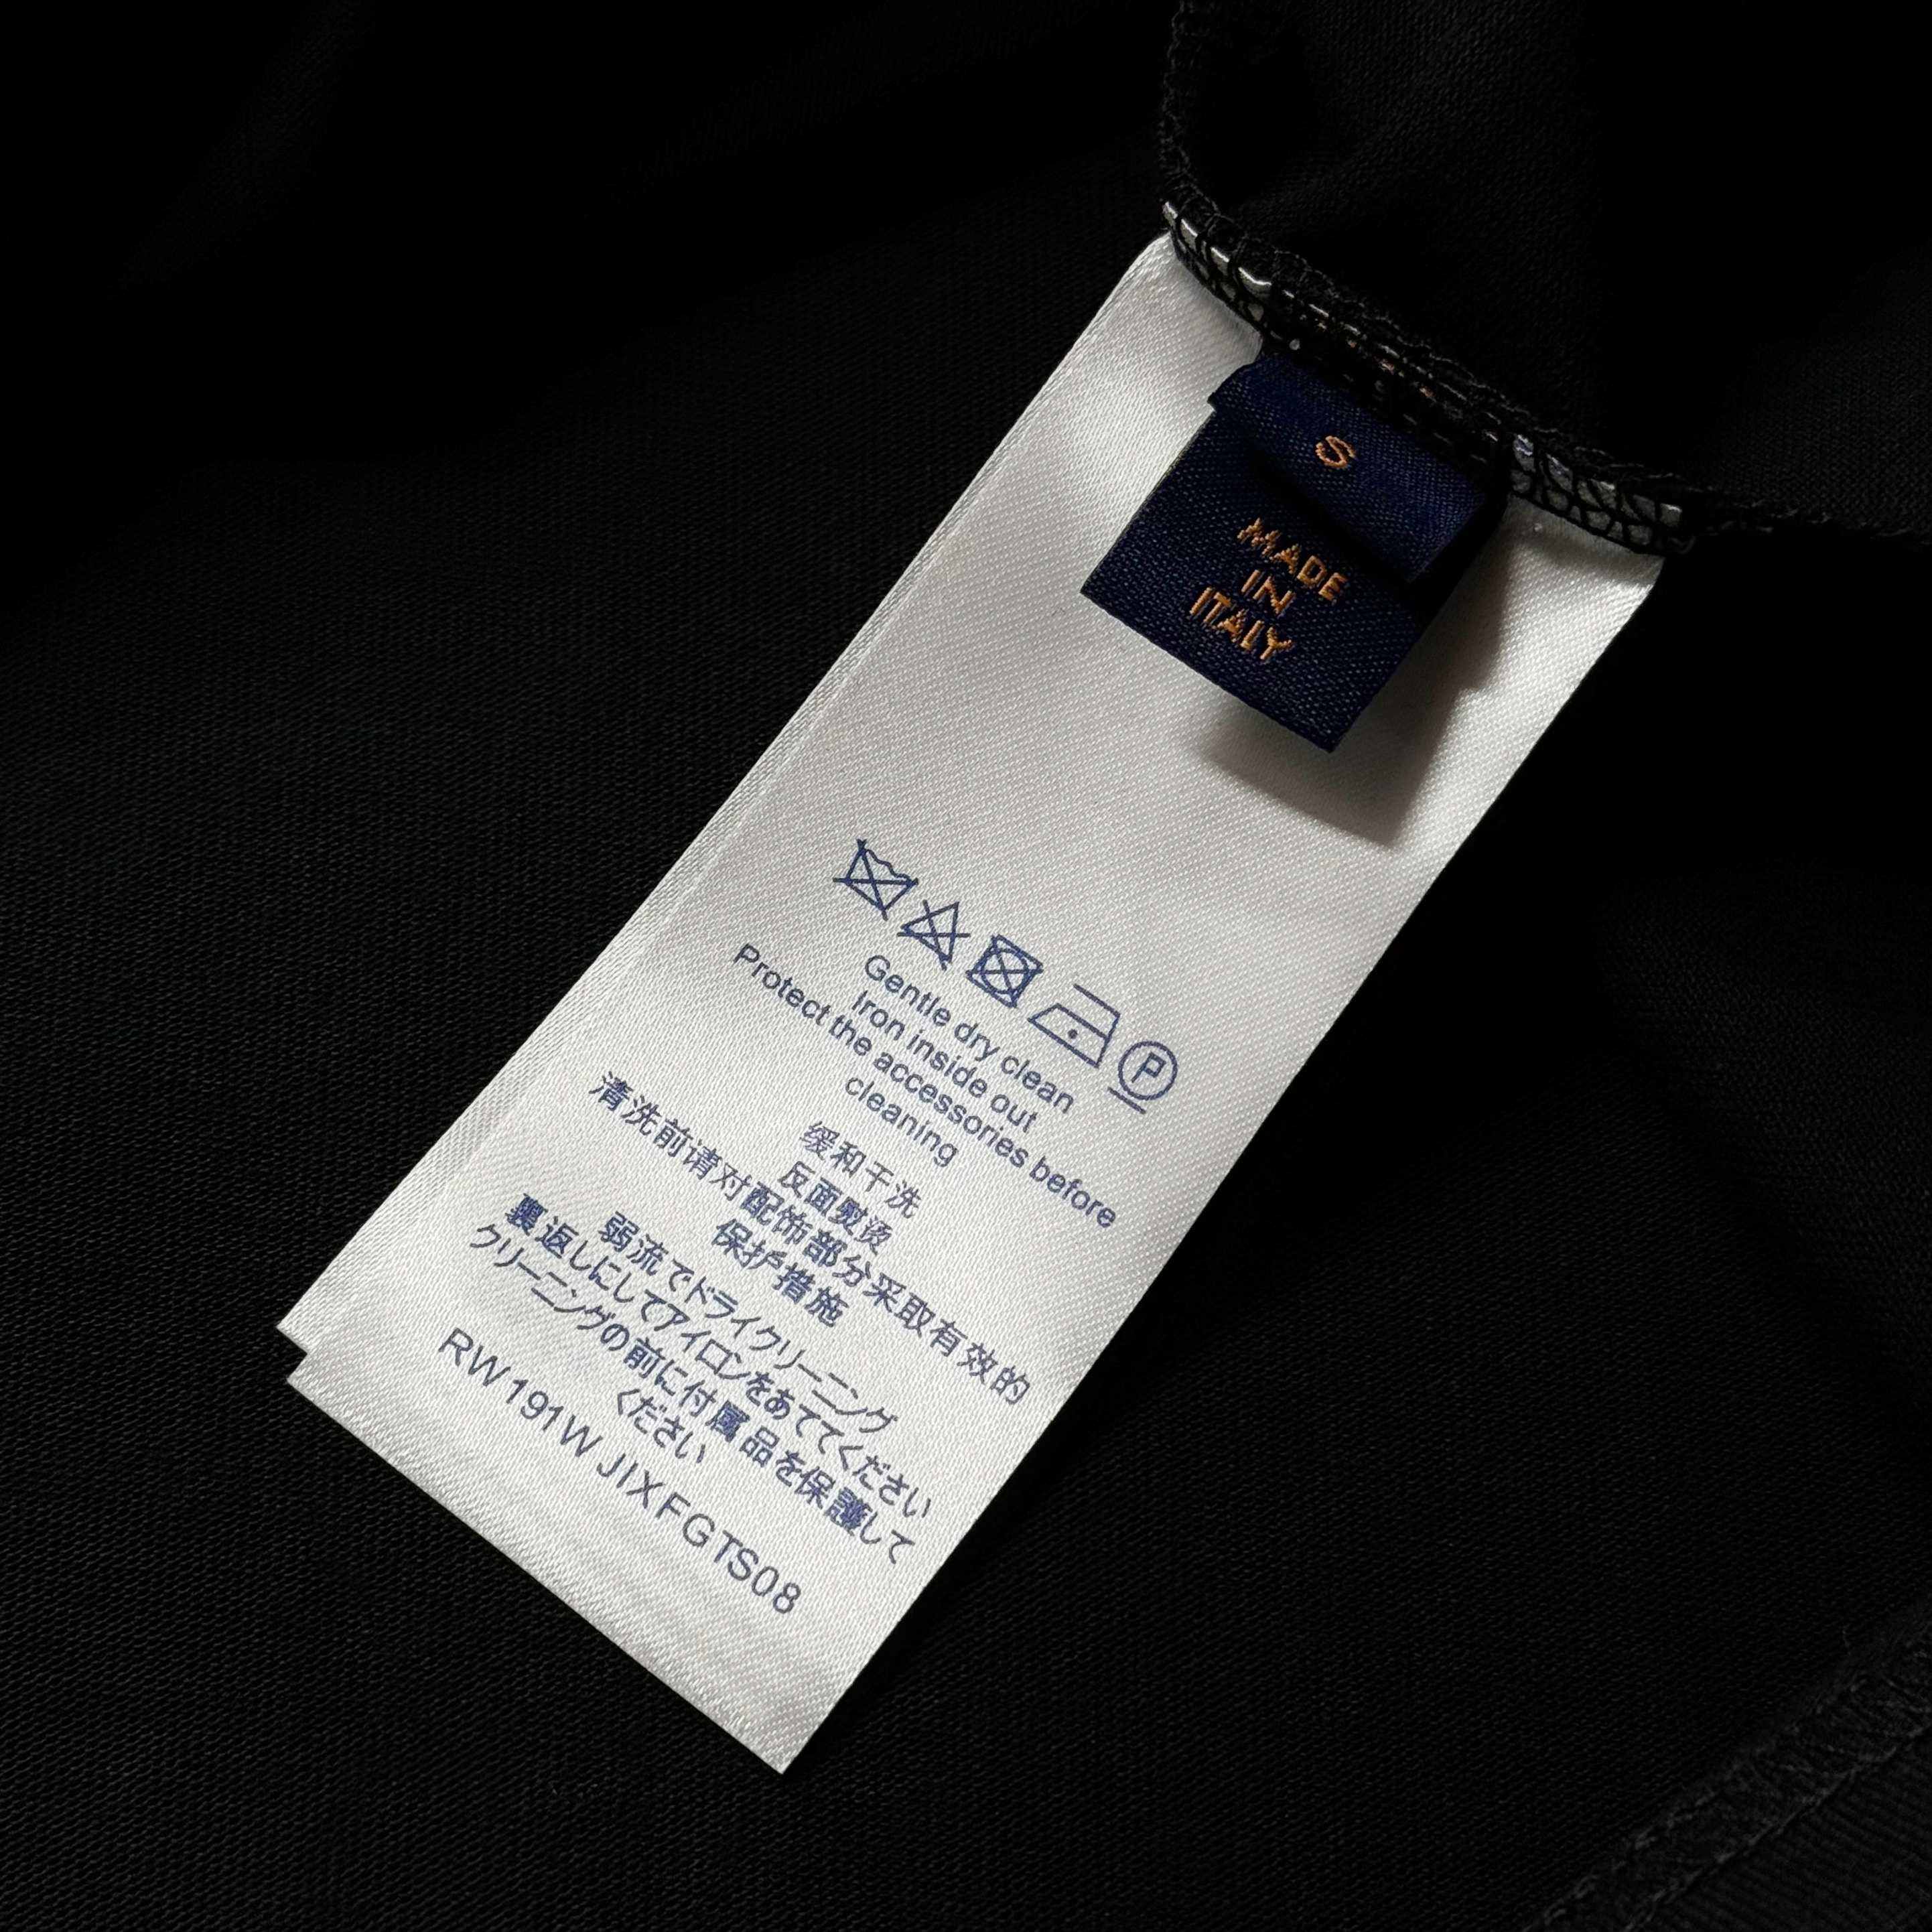 S
MADE
IN
ITALY
P
Gentle dry clean
Iron inside out
Protect the accessories before
cleaning
缓和干洗
反面熨烫
清洗前请对配饰部分采取有效的
保护措施
弱流でドライクリーニング
裏返しにしてアイロンをあててください
クリーニングの前に付属品を保護して
ください
RW191W JIXFGTS08